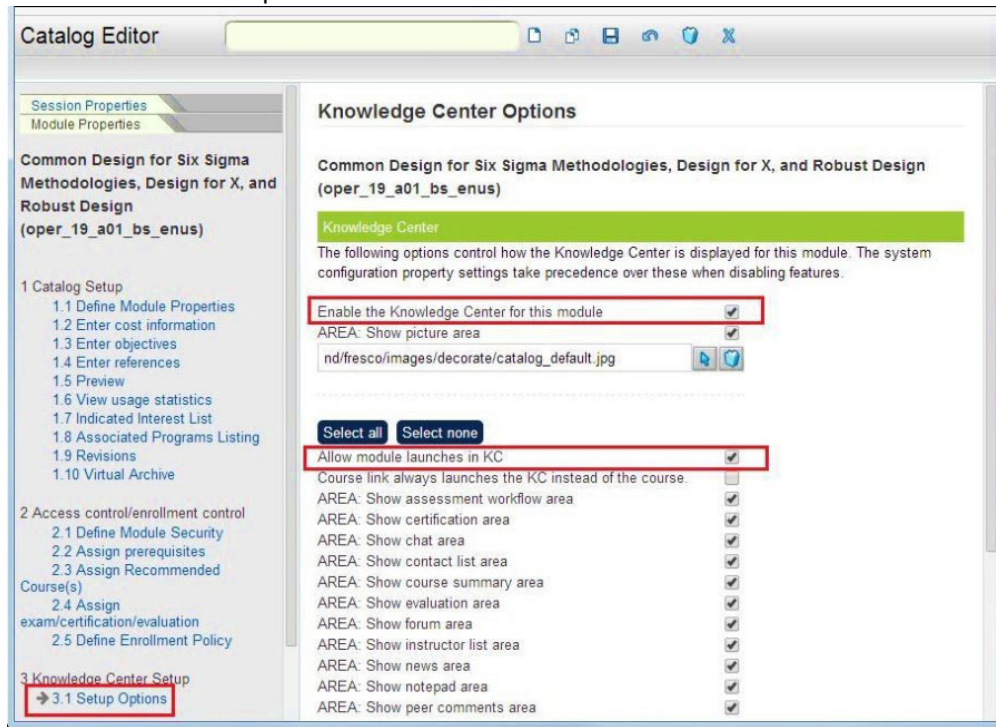 Catalog Editor
Session Properties
Module Properties
Common Design for Six Sigma
Methodologies, Design for X, and
Robust Design
(oper_19_a01_bs_enus)
1 Catalog Setup
1.1 Define Module Properties
1.2 Enter cost information
1.3 Enter objectives
1.4 Enter references
1.5 Preview
1.6 View usage statistics
1.7 Indicated Interest List
1.8 Associated Programs Listing
1.9 Revisions
1.10 Virtual Archive
2 Access control/enrollment control
2.1 Define Module Security
2.2 Assign prerequisites
2.3 Assign Recommended
Course(s)
2.4 Assign
exam/certification/evaluation
2.5 Define Enrollment Policy
3 Knowledge Center Setup
3.1 Setup Options
Knowledge Center Options
Common Design for Six Sigma Methodologies, Design for X, and Robust Design
(oper_19_a01_bs_enus)
Knowledge Center
The following options control how the Knowledge Center is displayed for this module. The system
configuration property settings take precedence over these when disabling features.
Enable the Knowledge Center for this module
AREA: Show picture area
nd/fresco/images/decorate/catalog_default.jpg
Select all Select none
Allow module launches in KC
Course link always launches the KC instead of the course.
AREA: Show assessment workflow area
AREA: Show certification area
AREA: Show chat area
AREA: Show contact list area
AREA: Show course summary area
AREA: Show evaluation area
AREA: Show forum area
AREA: Show instructor list area
AREA: Show news area
AREA: Show notepad area
AREA: Show peer comments area